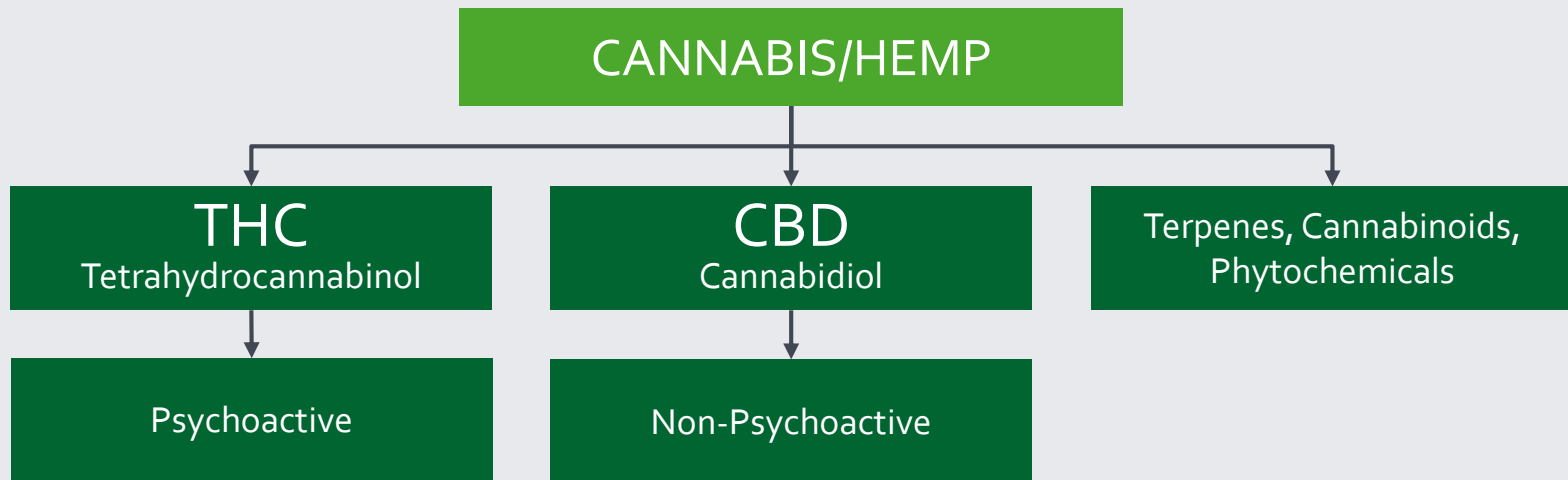 CANNABIS/HEMP
THC
Tetrahydrocannabinol
CBD
Cannabidiol
Terpenes, Cannabinoids,
Phytochemicals
Psychoactive
Non-Psychoactive